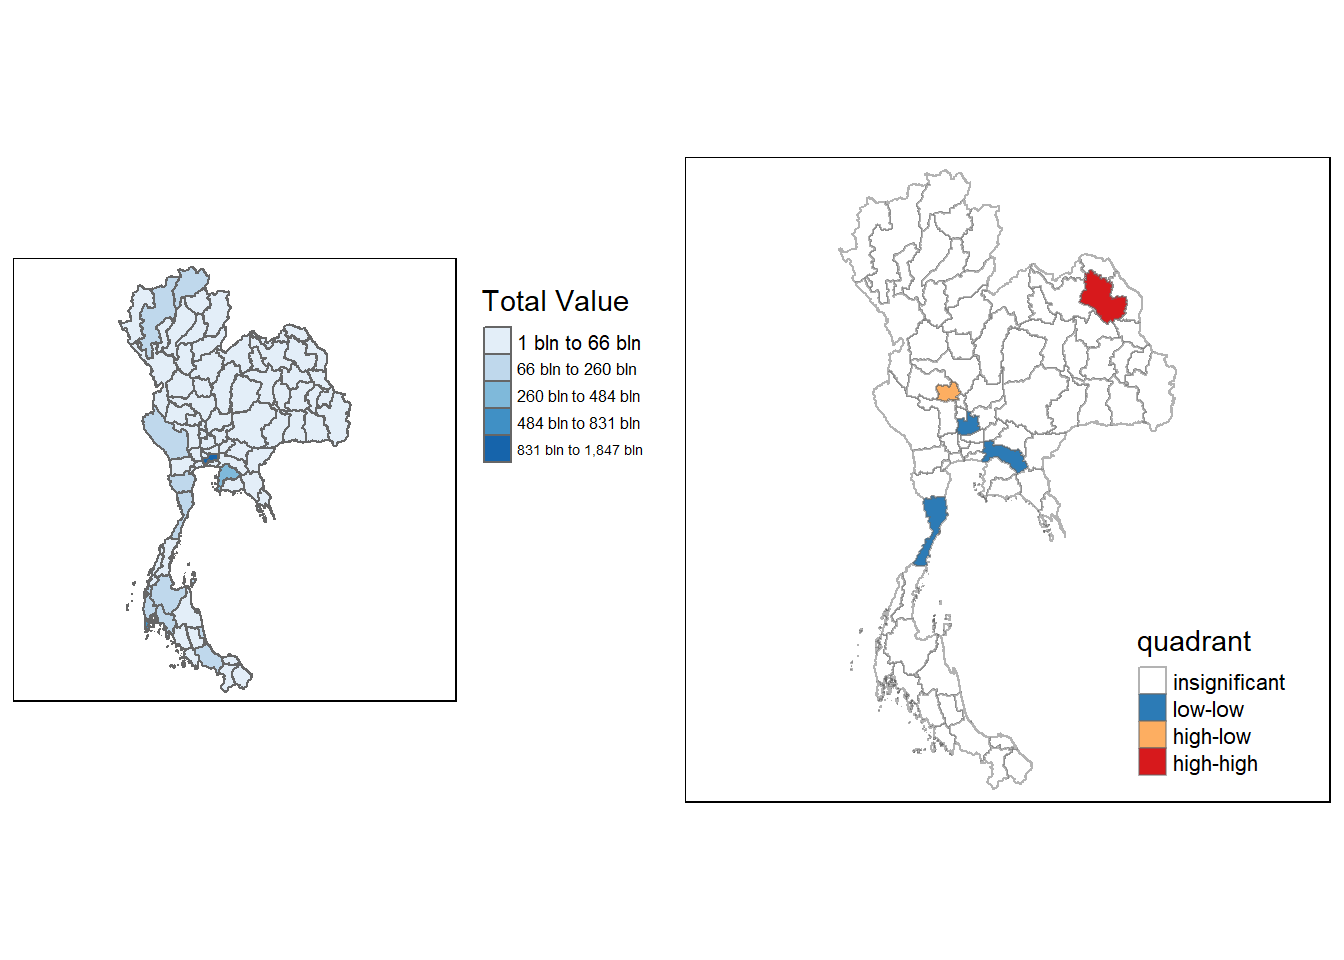 Total Value
1 bln to 66 bln
66 bln to 260 bln
260 bln to 484 bln
484 bln to 831 bln
831 bln to 1,847 bln
quadrant
insignificant
low-low
high-low
high-high